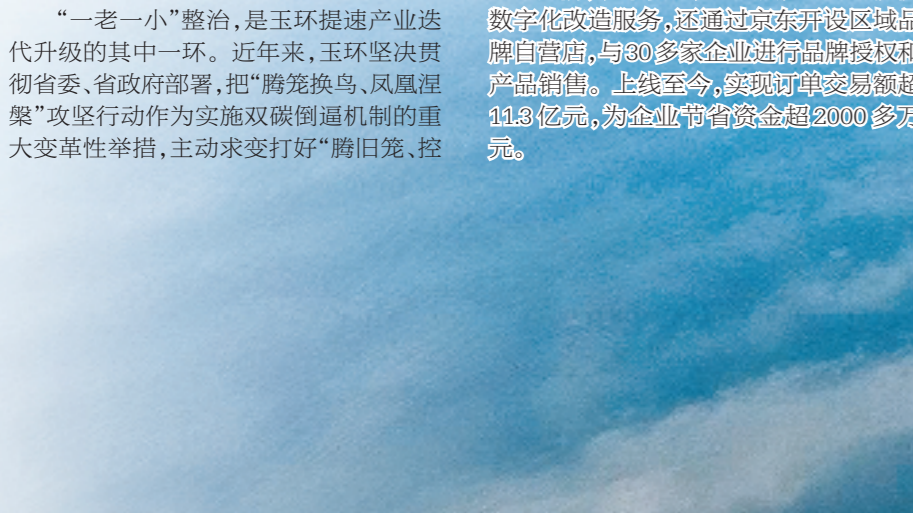 “一老一小”整治，是玉环提速产业迭
代升级的其中一环。近年来，玉环坚决贯
彻省委、省政府部署，把“腾笼换鸟、凤凰涅
槃”攻坚行动作为实施双碳倒逼机制的重
大变革性举措，主动求变打好“腾旧笼、控
数字化改造服务，还通过京东开设区域品
牌自营店，与30多家企业进行品牌授权和
产品销售。上线至今，实现订单交易额超
11.3亿元，为企业节省资金超2000多万
元。